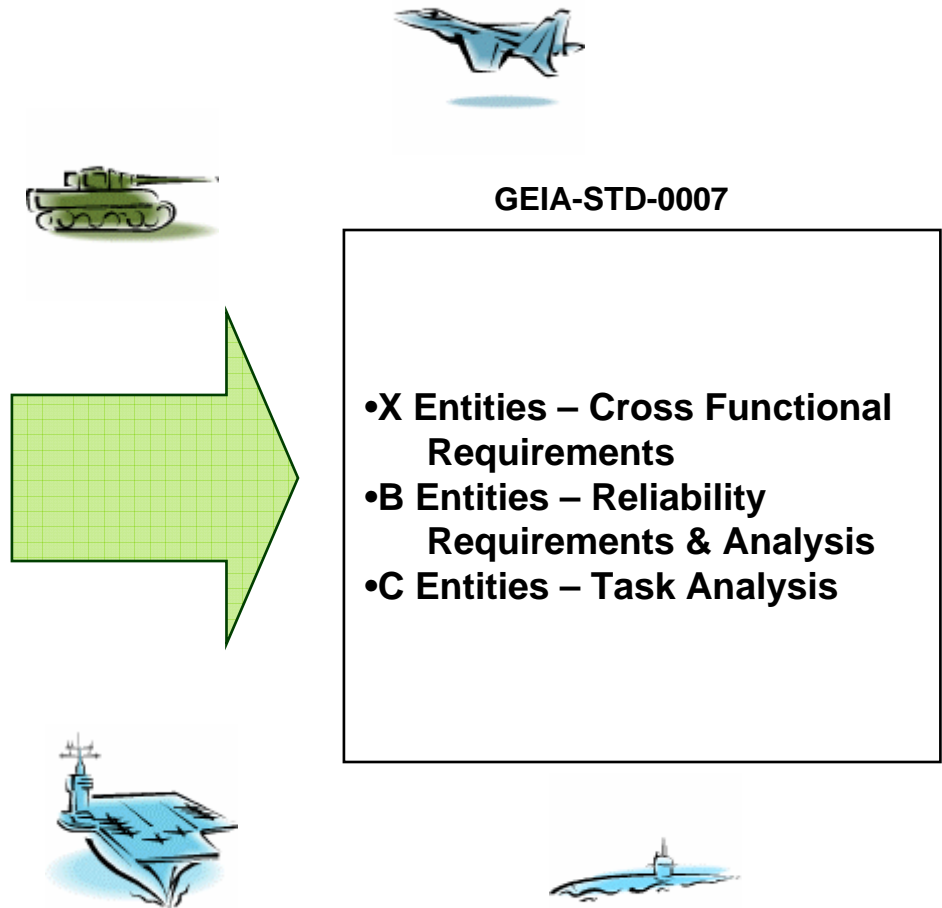 GEIA-STD-0007
•X Entities – Cross Functional
Requirements
•B Entities – Reliability
Requirements & Analysis
•C Entities – Task Analysis